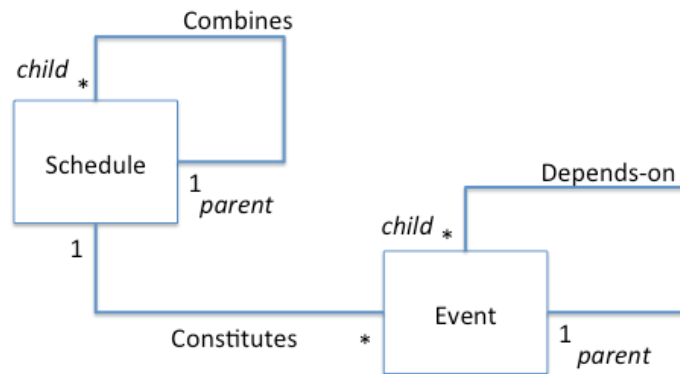 Combines
child *
Schedule
1
parent
1
Depends-on
child *
Event
Constitutes *
1
parent